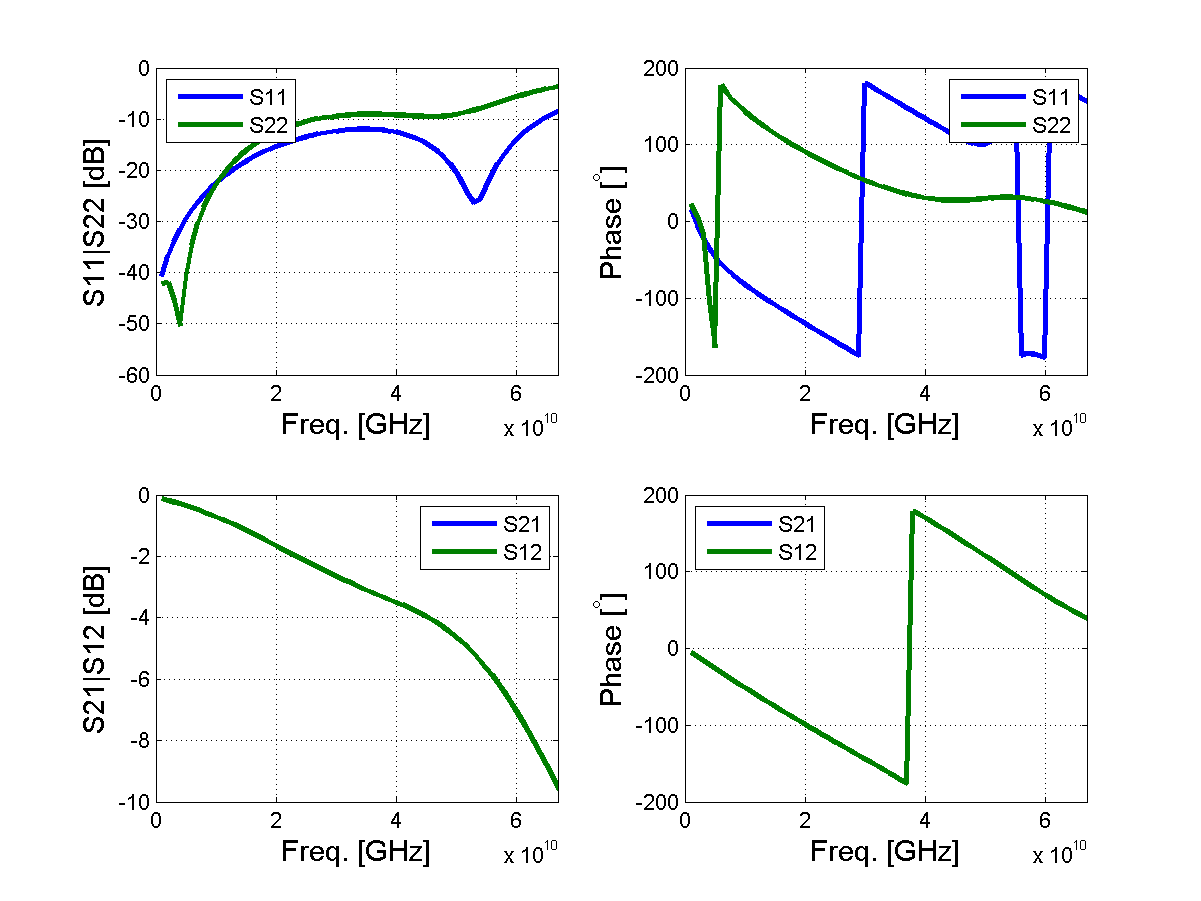 0
-10
-20
-30
-40
-50
-60
S11|S22 [dB]
S11
S22
0 2 4 6
Freq. [GHz]
x 10^10
200
100
0
-100
-200
Phase [°]
S11
S22
0 2 4 6
Freq. [GHz]
x 10^10
0
-2
-4
-6
-8
-10
S21|S12 [dB]
S21
S12
0 2 4 6
Freq. [GHz]
x 10^10
200
100
0
-100
-200
Phase [°]
S21
S12
0 2 4 6
Freq. [GHz]
x 10^10